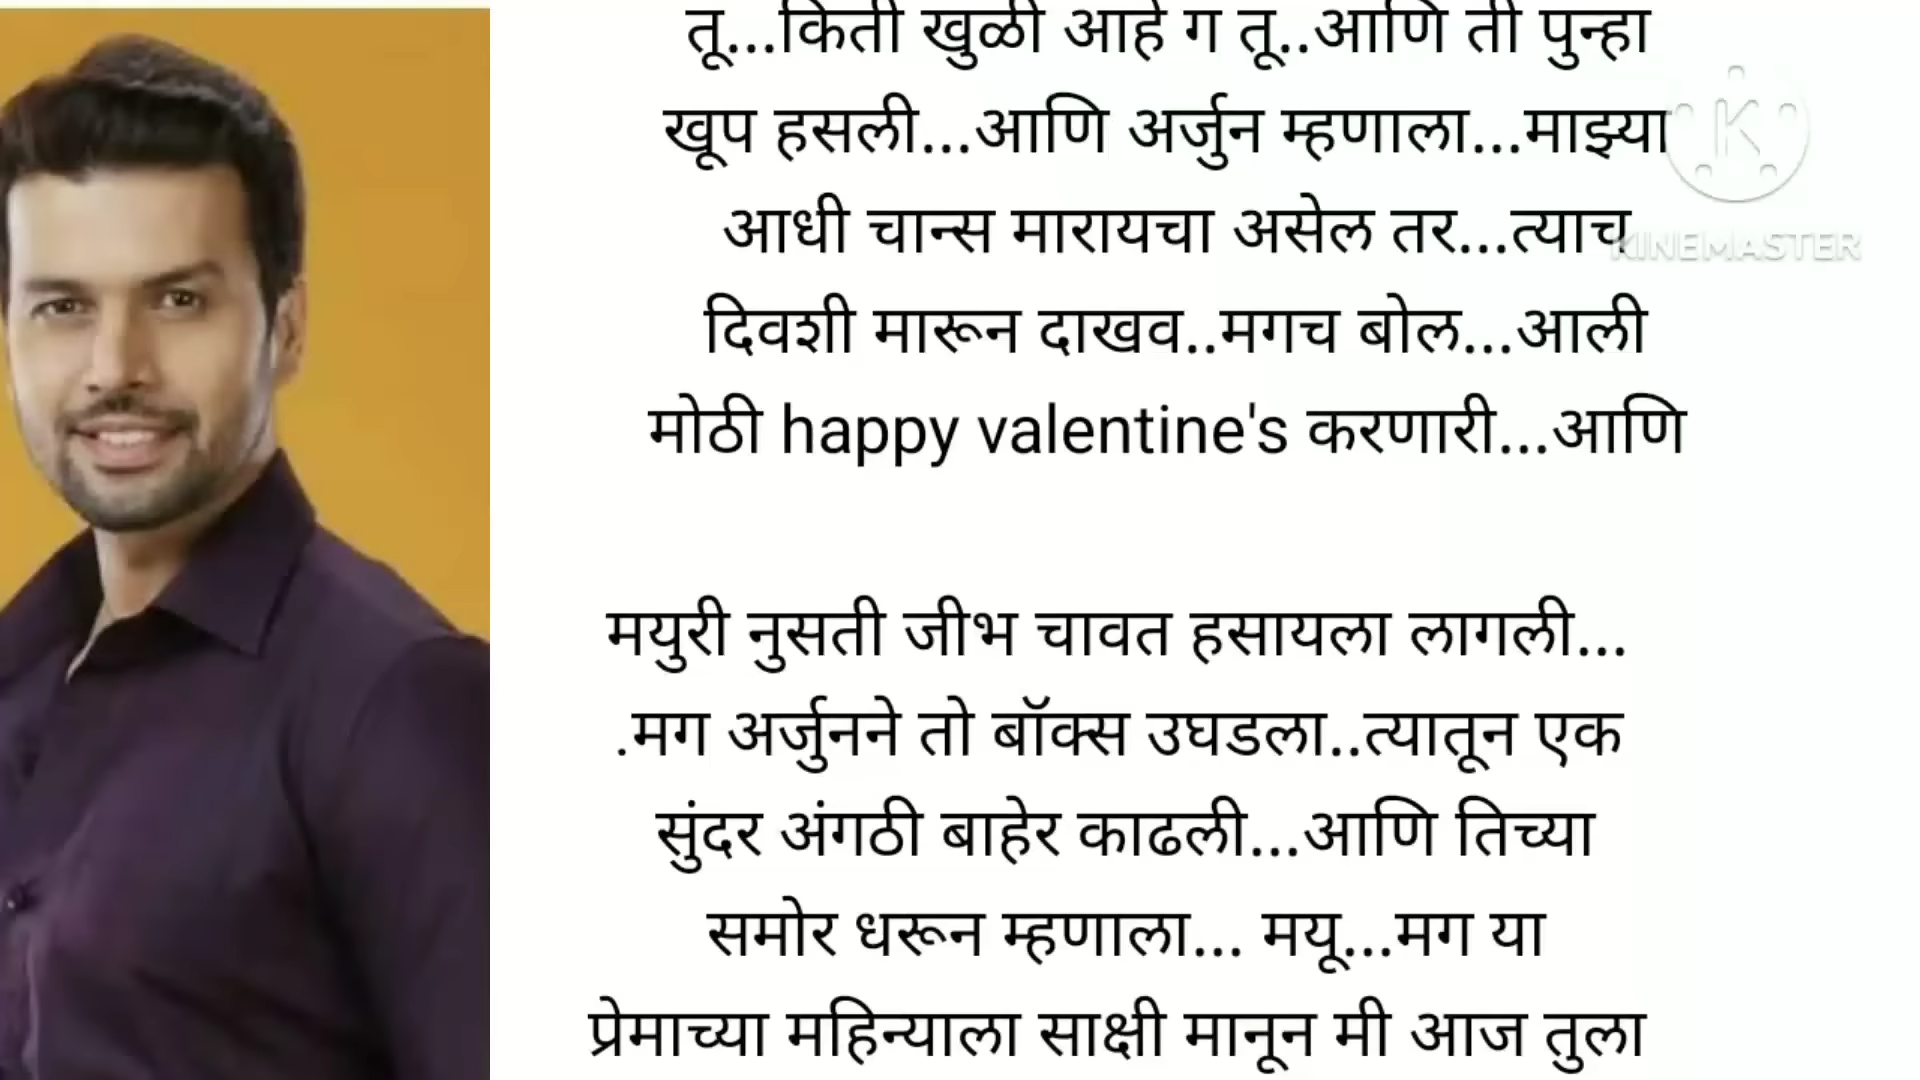 तू...किती खुळी आहे ग तू..आणि ती पुन्हा
खूप हसली...आणि अर्जुन म्हणाला...माझ्या
आधी चान्स मारायचा असेल तर...त्याच
दिवशी मारून दाखव..मगच बोल...आली
मोठी happy valentine's करणारी...आणि
मयुरी नुसती जीभ चावत हसायला लागली...
.मग अर्जुनने तो बॉक्स उघडला..त्यातून एक
सुंदर अंगठी बाहेर काढली...आणि तिच्या
समोर धरून म्हणाला... मयू...मग या
प्रेमाच्या महिन्याला साक्षी मानून मी आज तुला
K
KINEMASTER